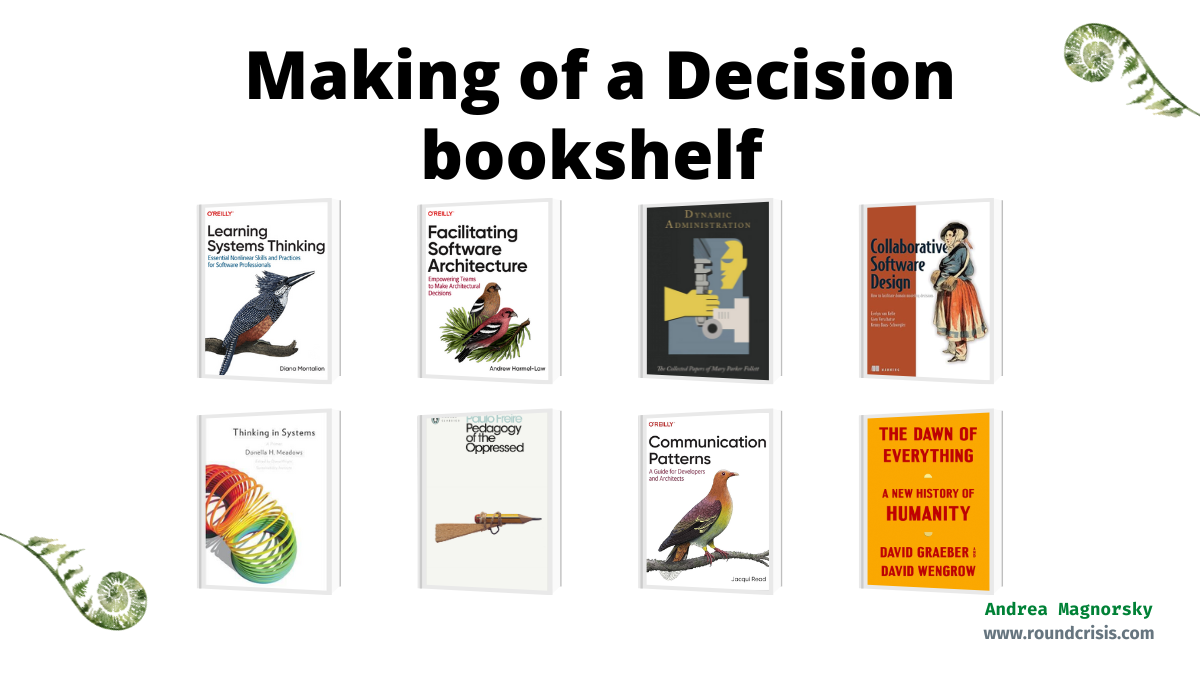 Making of a Decision
bookshelf
O'REILLY
Learning
Systems Thinking
Essential Nonlinear Skills and Practices
for Software Professionals
Diana Montalion
O'REILLY
Facilitating
Software
Architecture
Empowering Teams
to Make Architectural
Decisions
Andrew Harmel-Law
DYNAMIC
ADMINISTRATION
The Collected Papers of Mary Parker Follett
Collaborative
Software
Design
MANNING
Thinking in Systems
Donella H. Meadows
Paulo Freire
Pedagogy
of the
Oppressed
O'REILLY
Communication
Patterns
A Guide for Developers
and Architects
Jacqui Read
THE DAWN OF
EVERYTHING
A NEW HISTORY OF
HUMANITY
DAVID GRAEBER
DAVID WENGROW
Andrea Magnorsky
www.roundcrisis.com